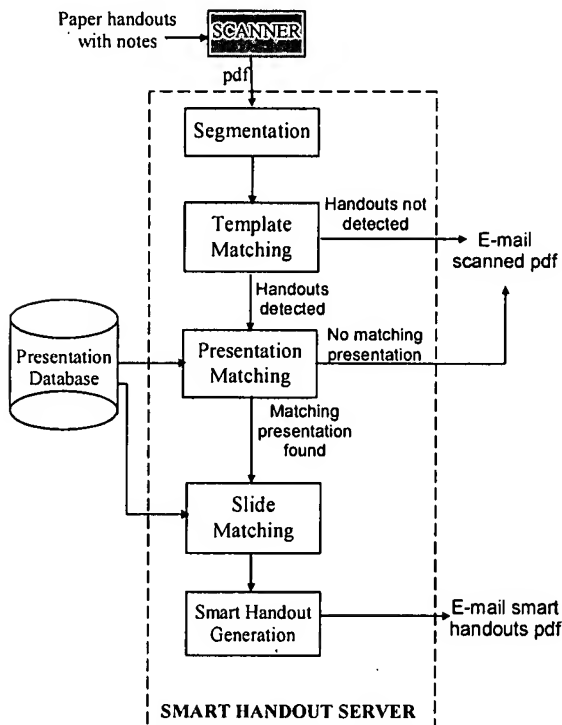 Paper handouts
with notes
SCANNER
pdf
Segmentation
Template
Matching
Handouts not
detected
E-mail
scanned pdf
Handouts
detected
Presentation
Database
Presentation
Matching
No matching
presentation
Matching
presentation
found
Slide
Matching
Smart Handout
Generation
E-mail smart
handouts pdf
SMART HANDOUT SERVER